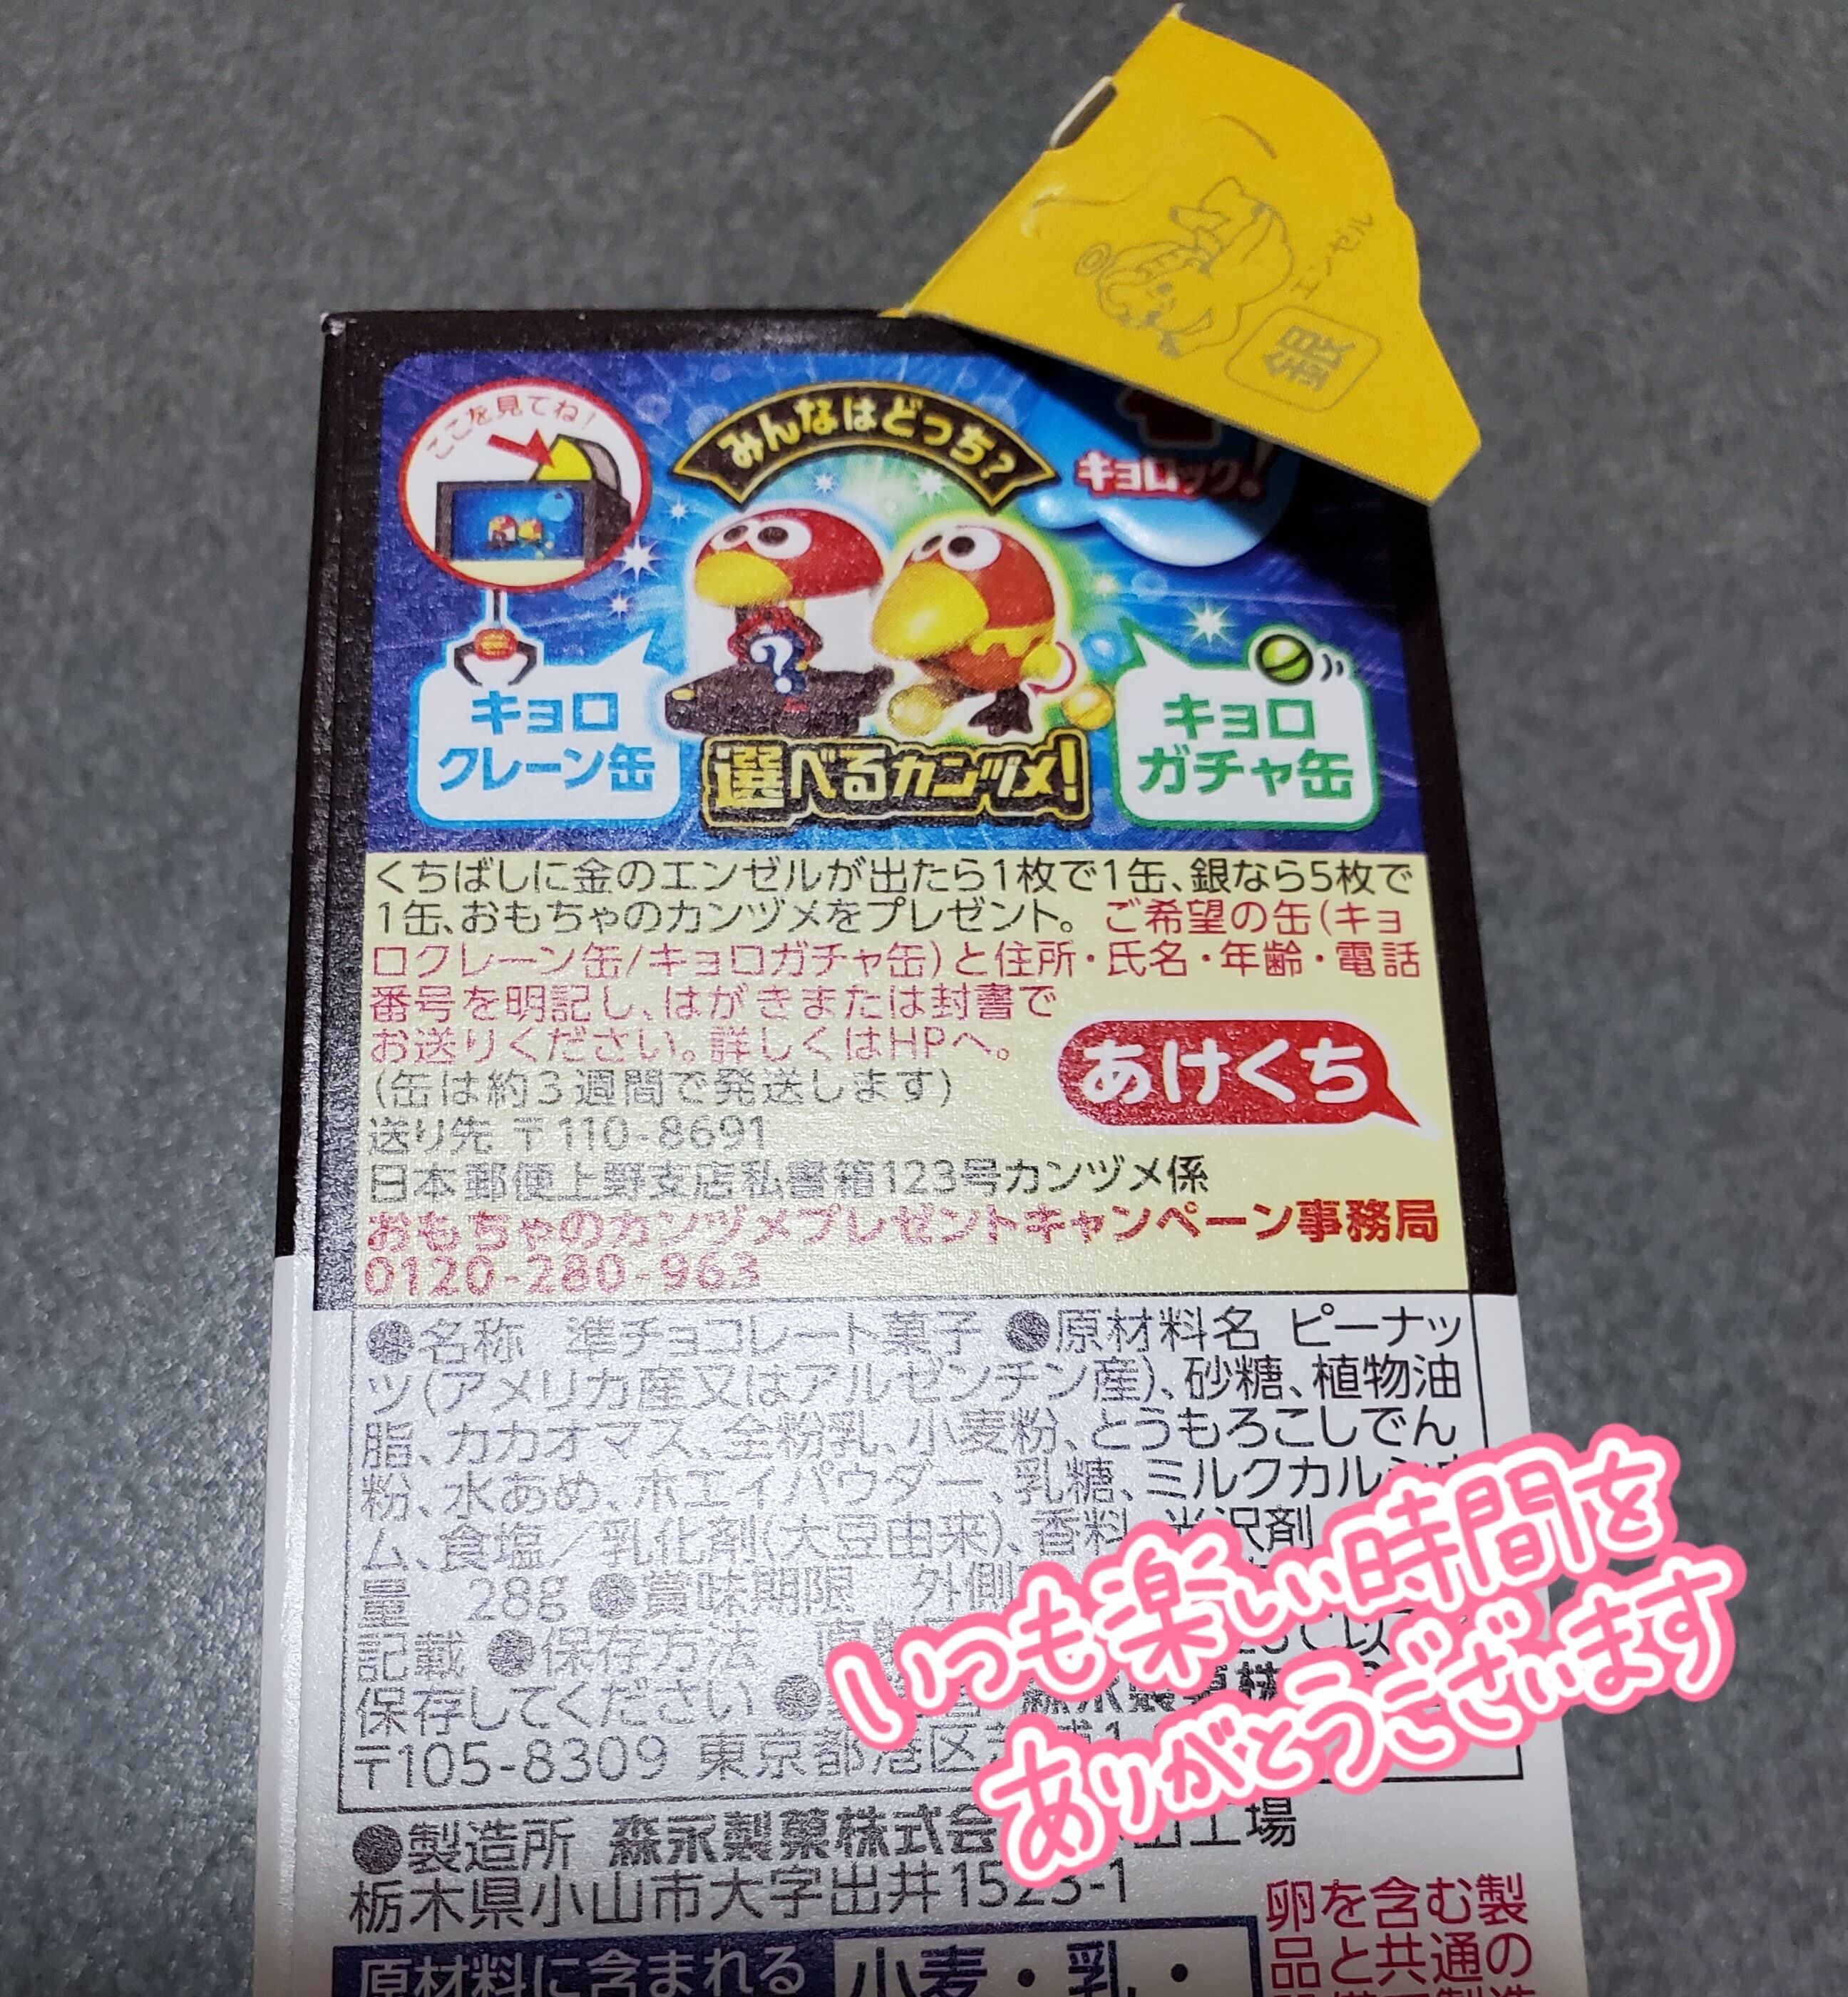 エンゼル
銀
ここを見てね!
みんなはどっち?
キョロック!
キョロ
クレーン缶
選べるカンヅメ!
キョロ
ガチャ缶
くちばしに金のエンゼルが出たら1枚で1缶、銀なら5枚で
1缶、おもちゃのカンヅメをプレゼント。ご希望の缶(キョ
ロクレーン缶/キョロガチャ缶)と住所・氏名・年齢・電話
番号を明記し、はがきまたは封書で
お送りください。詳しくはHPへ。
(缶は約3週間で発送します)
あけくち
送り先 〒110-8691
日本郵便上野支店私書箱123号カンヅメ係
おもちゃのカンヅメプレゼントキャンペーン事務局
0120-280-963
●名称 準チョコレート菓子 ●原材料名 ピーナッ
ツ(アメリカ産又はアルゼンチン産)、砂糖、植物油
脂、カカオマス、全粉乳、小麦粉、とうもろこしでん
粉、水あめ、ホエイパウダー、乳糖、ミルクカルシウ
ム、食塩/乳化剤(大豆由来)、香料、光沢剤
量 28g ●賞味期限 外側
記載 ●保存方法
保存してください
〒105-8309 東京都港区
いつも楽しい時間を
ありがとうございます
●製造所 森永製菓株式会 工場
栃木県小山市大字出井1523-1
原材料に含まれる
小麦・乳・
卵を含む製
品と共通の